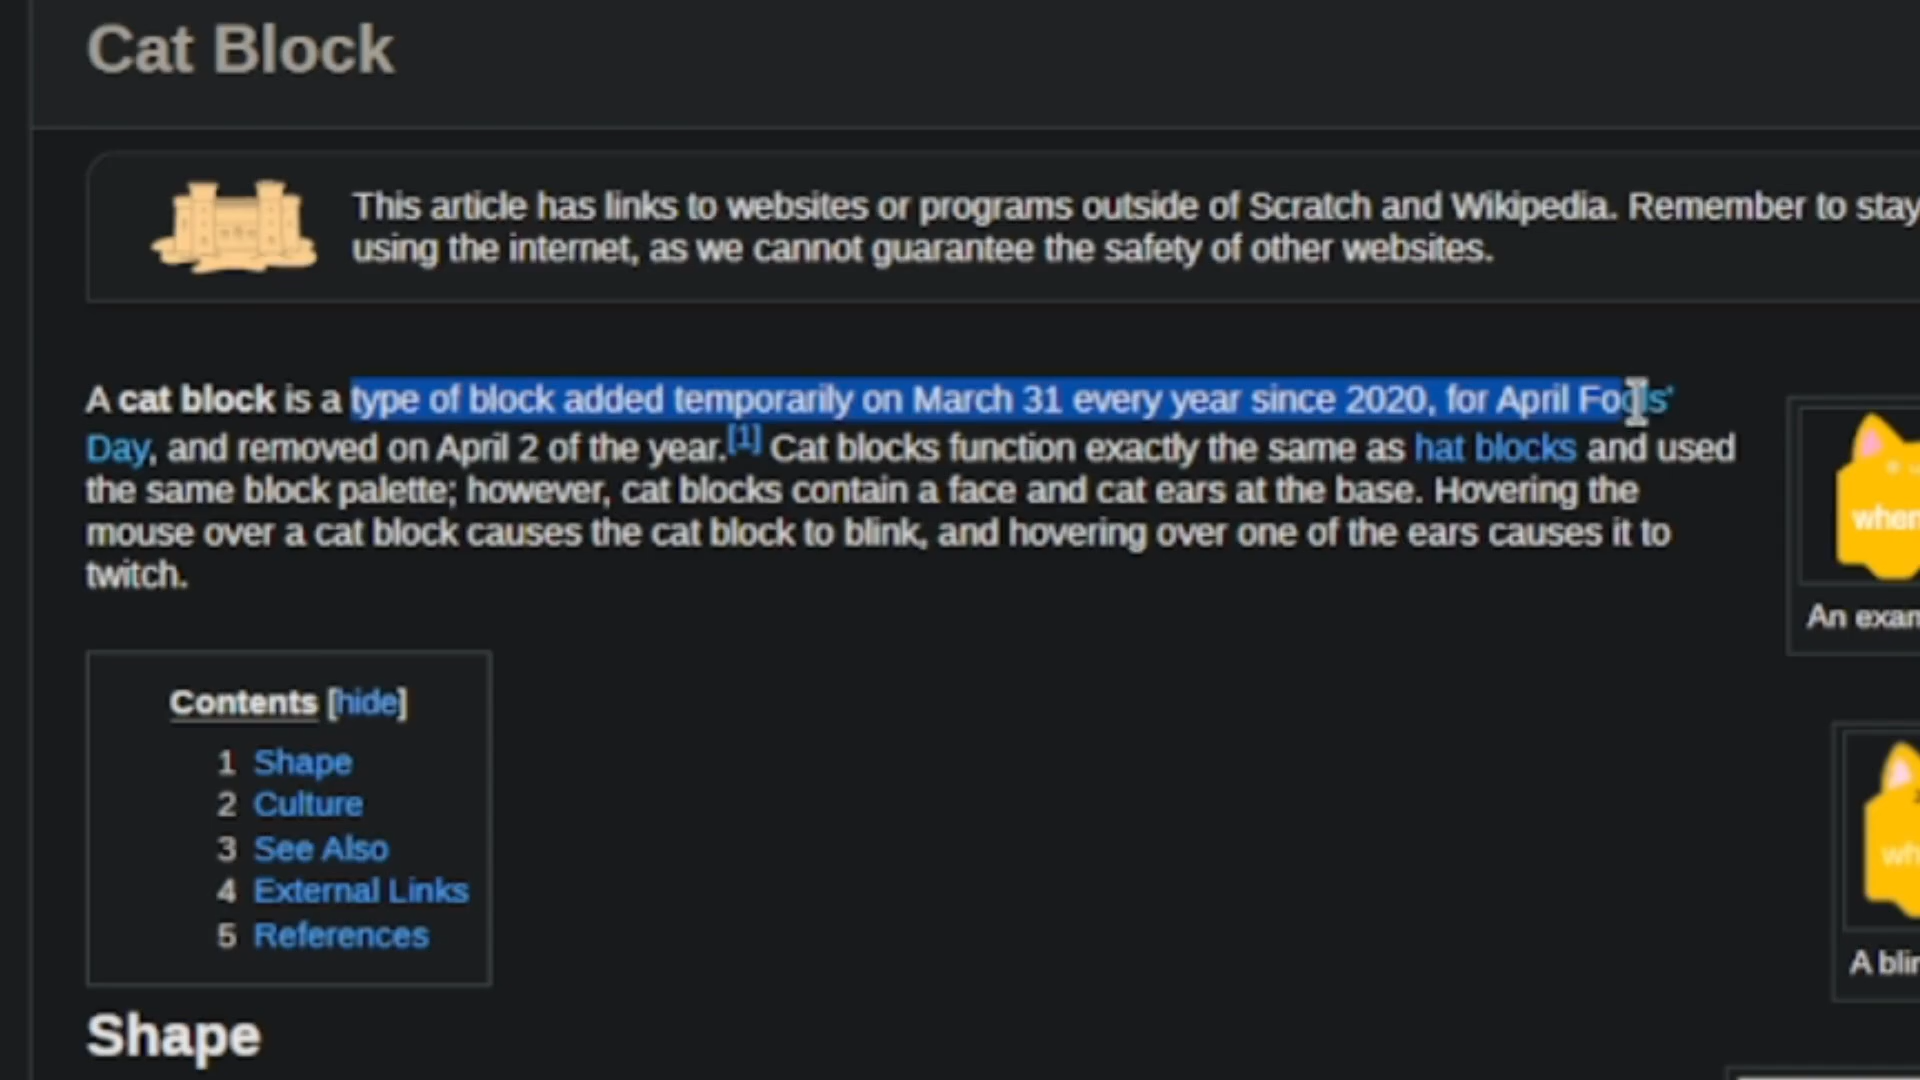 Cat Block
This article has links to websites or programs outside of Scratch and Wikipedia. Remember to stay
using the internet, as we cannot guarantee the safety of other websites.
A cat block is a type of block added temporarily on March 31 every year since 2020, for April Fools'
Day, and removed on April 2 of the year.[1] Cat blocks function exactly the same as hat blocks and used
the same block palette; however, cat blocks contain a face and cat ears at the base. Hovering the
mouse over a cat block causes the cat block to blink, and hovering over one of the ears causes it to
twitch.
when
An exam
Contents [hide]
1 Shape
2 Culture
3 See Also
4 External Links
5 References
wh
A blin
Shape